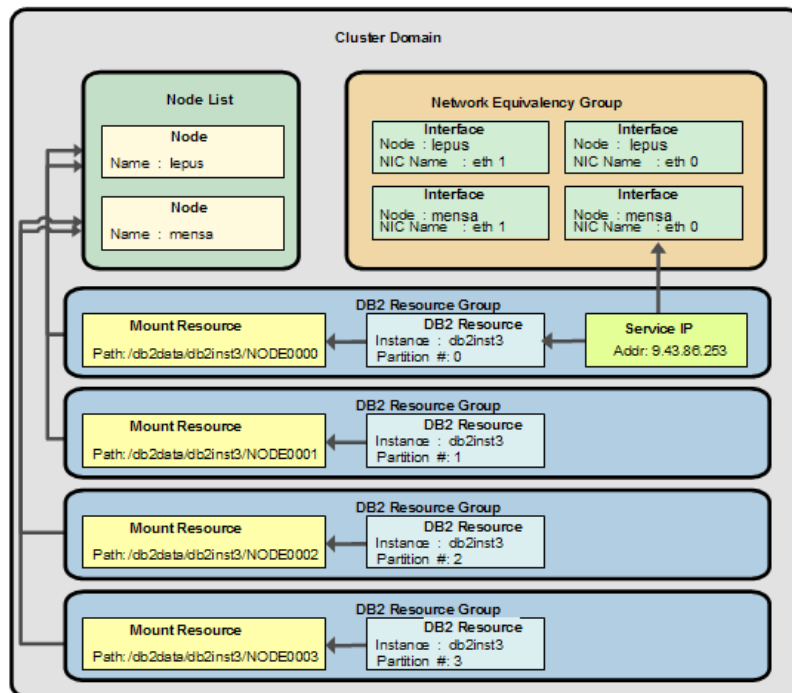 Cluster Domain
Node List
Node
Name : lepus
Node
Name : mensa
Network Equivalency Group
Interface
Node : lepus
NIC Name : eth 1
Interface
Node : lepus
NIC Name : eth 0
Interface
Node : mensa
NIC Name : eth 1
Interface
Node : mensa
NIC Name : eth 0
DB2 Resource Group
Mount Resource
Path:/db2data/db2inst3/NODE0000
DB2 Resource
Instance : db2inst3
Partition #: 0
Service IP
Addr: 9.43.86.253
DB2 Resource Group
Mount Resource
Path:/db2data/db2inst3/NODE0001
DB2 Resource
Instance : db2inst3
Partition #: 1
DB2 Resource Group
Mount Resource
Path:/db2data/db2inst3/NODE0002
DB2 Resource
Instance : db2inst3
Partition #: 2
DB2 Resource Group
Mount Resource
Path:/db2data/db2inst3/NODE0003
DB2 Resource
Instance : db2inst3
Partition #: 3